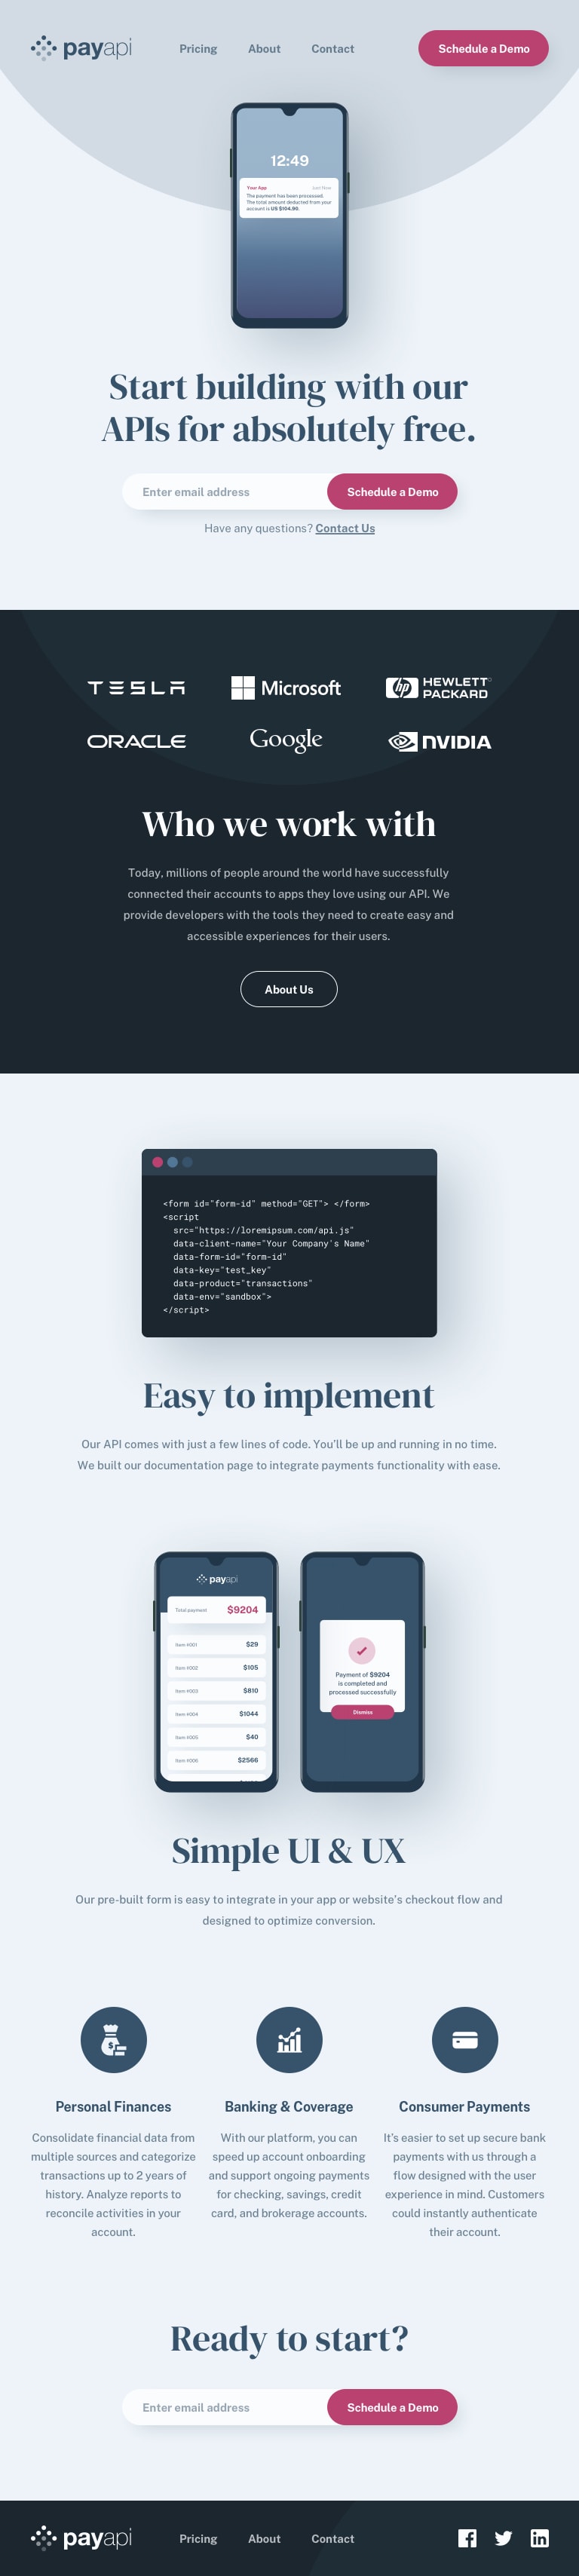 payapi
Pricing About Contact
Schedule a Demo
12:49
Your App Just Now
The payment has been processed.
The total amount deducted from your
account is US $104.90.
Start building with our
APIs for absolutely free.
Enter email address Schedule a Demo
Have any questions? Contact Us
TESLA Microsoft HEWLETT
PACKARD
hp
ORACLE Google NVIDIA
Who we work with
Today, millions of people around the world have successfully
connected their accounts to apps they love using our API. We
provide developers with the tools they need to create easy and
accessible experiences for their users.
About Us
<form id="form-id" method="GET"> </form>
<script
src="https://loremipsum.com/api.js"
data-client-name="Your Company's Name"
data-form-id="form-id"
data-key="test_key"
data-product="transactions"
data-env="sandbox">
</script>
Easy to implement
Our API comes with just a few lines of code. You'll be up and running in no time.
We built our documentation page to integrate payments functionality with ease.
payapi
Total payment $9204
Item #001 $29
Item #002 $105
Item #003 $810
Item #004 $1044
Item #005 $40
Item #006 $2566
Payment of $9204
is completed and
processed successfully
Dismiss
Simple UI & UX
Our pre-built form is easy to integrate in your app or website's checkout flow and
designed to optimize conversion.
$
Personal Finances
Consolidate financial data from
multiple sources and categorize
transactions up to 2 years of
history. Analyze reports to
reconcile activities in your
account.
Banking & Coverage
With our platform, you can
speed up account onboarding
and support ongoing payments
for checking, savings, credit
card, and brokerage accounts.
Consumer Payments
It's easier to set up secure bank
payments with us through a
flow designed with the user
experience in mind. Customers
could instantly authenticate
their account.
Ready to start?
Enter email address Schedule a Demo
payapi
Pricing About Contact